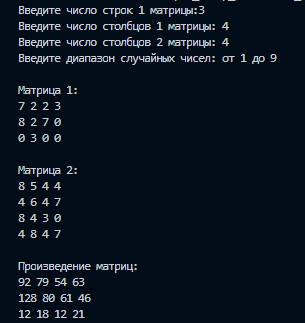 Введите число строк 1 матрицы:3
Введите число столбцов 1 матрицы: 4
Введите число столбцов 2 матрицы: 4
Введите диапазон случайных чисел: от 1 до 9
Матрица 1:
7 2 2 3
8 2 7 0
0 3 0 0
Матрица 2:
8 5 4 4
4 6 4 7
8 4 3 0
4 8 4 7
Произведение матриц:
92 79 54 63
128 80 61 46
12 18 12 21